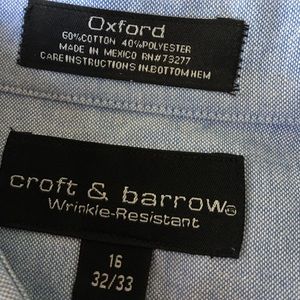 Oxford
60%COTTON 40%POLYESTER
MADE IN MEXICO RN#73277
CARE INSTRUCTIONS IN BOTTOM HEM
croft & barrow
Wrinkle-Resistant
16
32/33